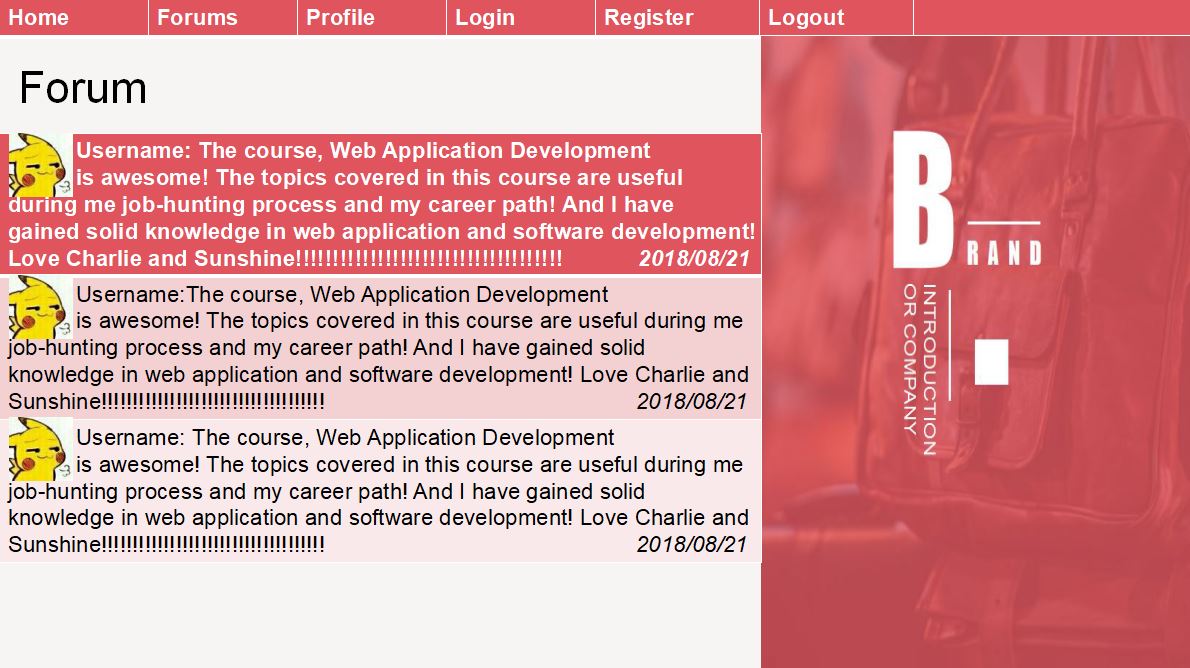 Home Forums Profile Login Register Logout
Forum
Username: The course, Web Application Development
is awesome! The topics covered in this course are useful
during me job-hunting process and my career path! And I have
gained solid knowledge in web application and software development!
Love Charlie and Sunshine!!!!!!!!!!!!!!!!!!!!!!!!!!!!!!!!!!!! 2018/08/21
Username:The course, Web Application Development
is awesome! The topics covered in this course are useful during me
job-hunting process and my career path! And I have gained solid
knowledge in web application and software development! Love Charlie and
Sunshine!!!!!!!!!!!!!!!!!!!!!!!!!!!!!!!!!!!! 2018/08/21
Username: The course, Web Application Development
is awesome! The topics covered in this course are useful during me
job-hunting process and my career path! And I have gained solid
knowledge in web application and software development! Love Charlie and
Sunshine!!!!!!!!!!!!!!!!!!!!!!!!!!!!!!!!!!!! 2018/08/21
BRAND
INTRODUCTION
OR COMPANY